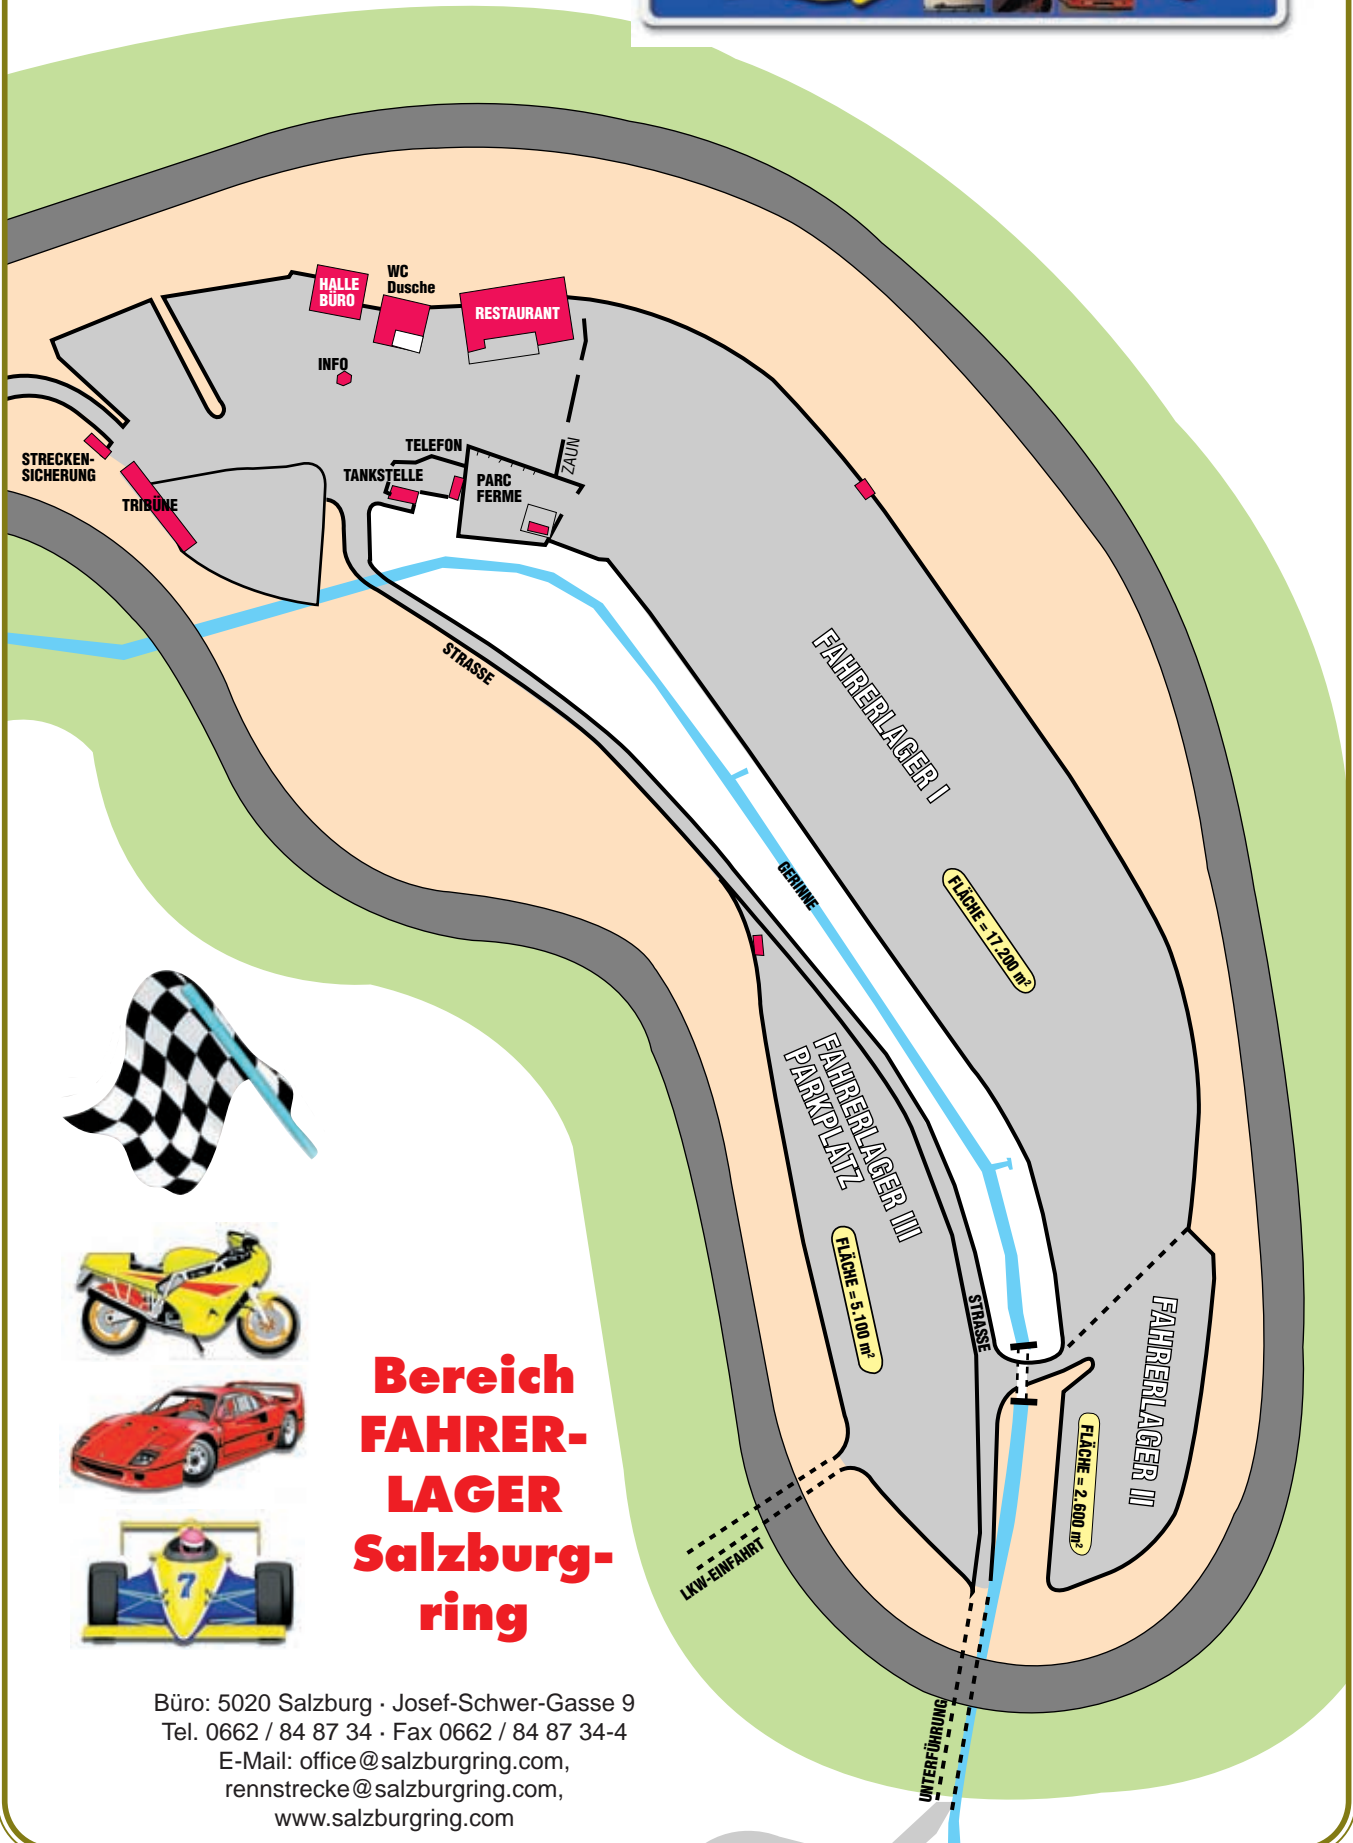 HALLE
BÜRO
WC
Dusche
RESTAURANT
INFO
TELEFON
TANKSTELLE
PARC
FERME
ZAUN
STRECKEN-
SICHERUNG
TRIBÜNE
STRASSE
FAHRERLAGER I
GERINNE
FLÄCHE = 17.200 m²
FAHRERLAGER III
PARKPLATZ
FLÄCHE = 5.100 m²
STRASSE
FAHRERLAGER II
FLÄCHE = 2.600 m²
LKW-EINFAHRT
UNTERFÜHRUNG
7
Bereich
FAHRER-
LAGER
Salzburg-
ring
Büro: 5020 Salzburg · Josef-Schwer-Gasse 9
Tel. 0662 / 84 87 34 · Fax 0662 / 84 87 34-4
E-Mail: office@salzburgring.com,
rennstrecke@salzburgring.com,
www.salzburgring.com